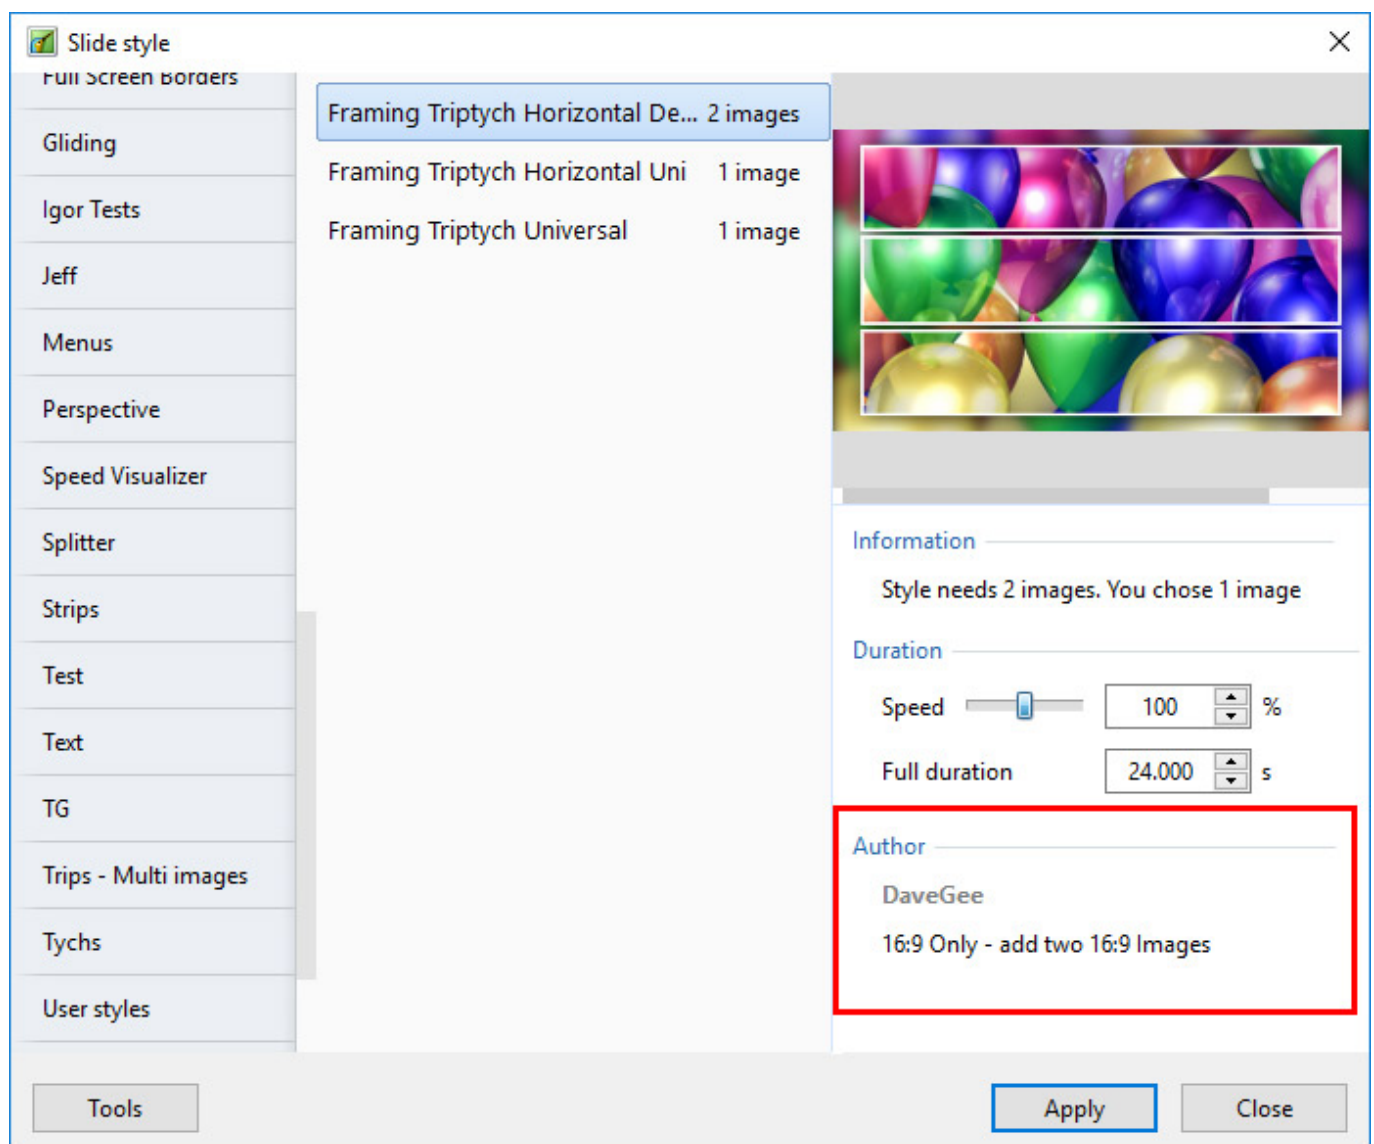 Slide style
Full Screen Borders
Gliding
Igor Tests
Jeff
Menus
Perspective
Speed Visualizer
Splitter
Strips
Test
Text
TG
Trips - Multi images
Tychs
User styles
Framing Triptych Horizontal De... 2 images
Framing Triptych Horizontal Uni 1 image
Framing Triptych Universal 1 image
Information
Style needs 2 images. You chose 1 image
Duration
Speed 100 %
Full duration 24.000 s
Author
DaveGee
16:9 Only - add two 16:9 Images
Tools
Apply
Close